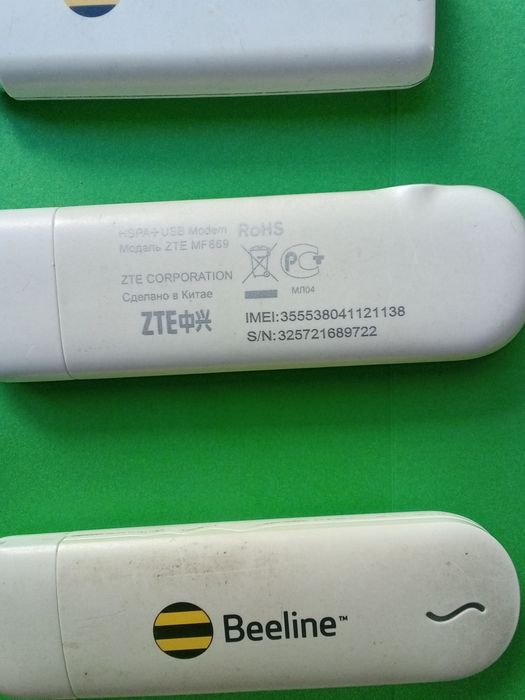 HSPA+ USB Modem
Модель ZTE MF669
RoHS
ZTE CORPORATION
Сделано в Китае
МЛ04
ZTE中兴
IMEI:355538041121138
S/N:325721689722
Beeline™